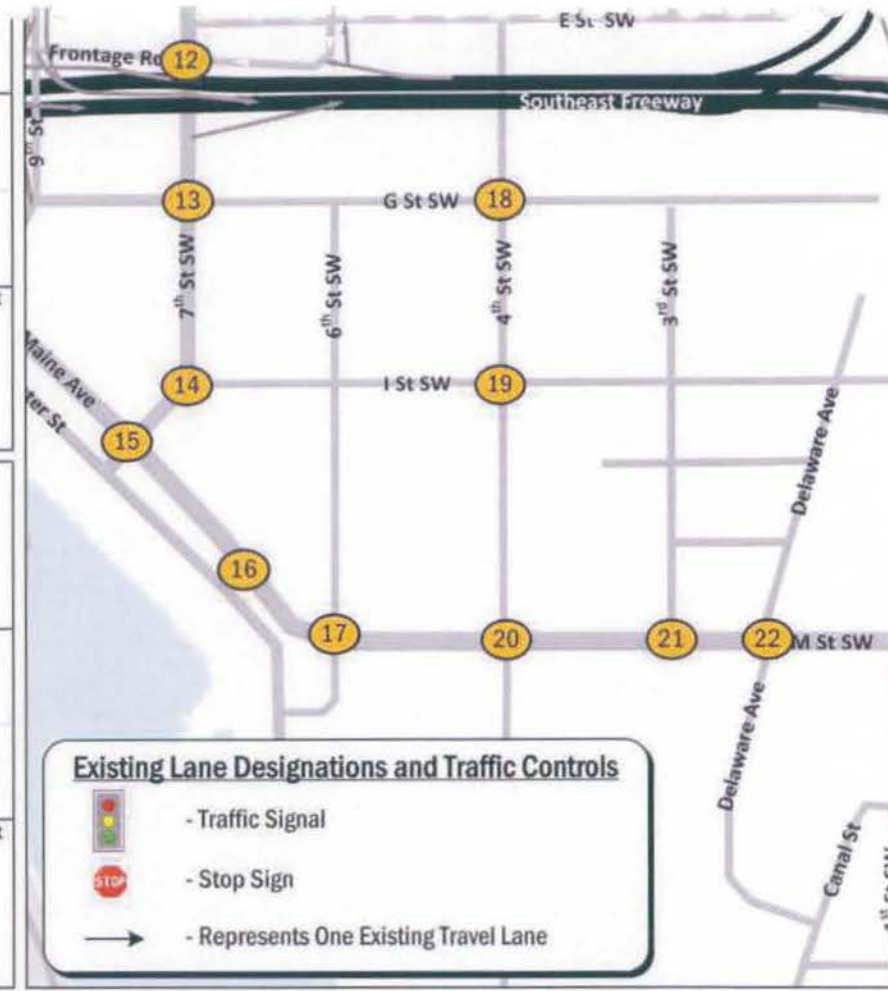 E St SW
Frontage Rd
12
Southeast Freeway
9th St
13
G St SW
18
7th St SW
6th St SW
4th St SW
3rd St SW
14
I St SW
19
Maine Ave
ter St
15
Delaware Ave
16
17
20
21
22
M St SW
Delaware Ave
Canal St
Existing Lane Designations and Traffic Controls
- Traffic Signal
STOP
- Stop Sign
- Represents One Existing Travel Lane